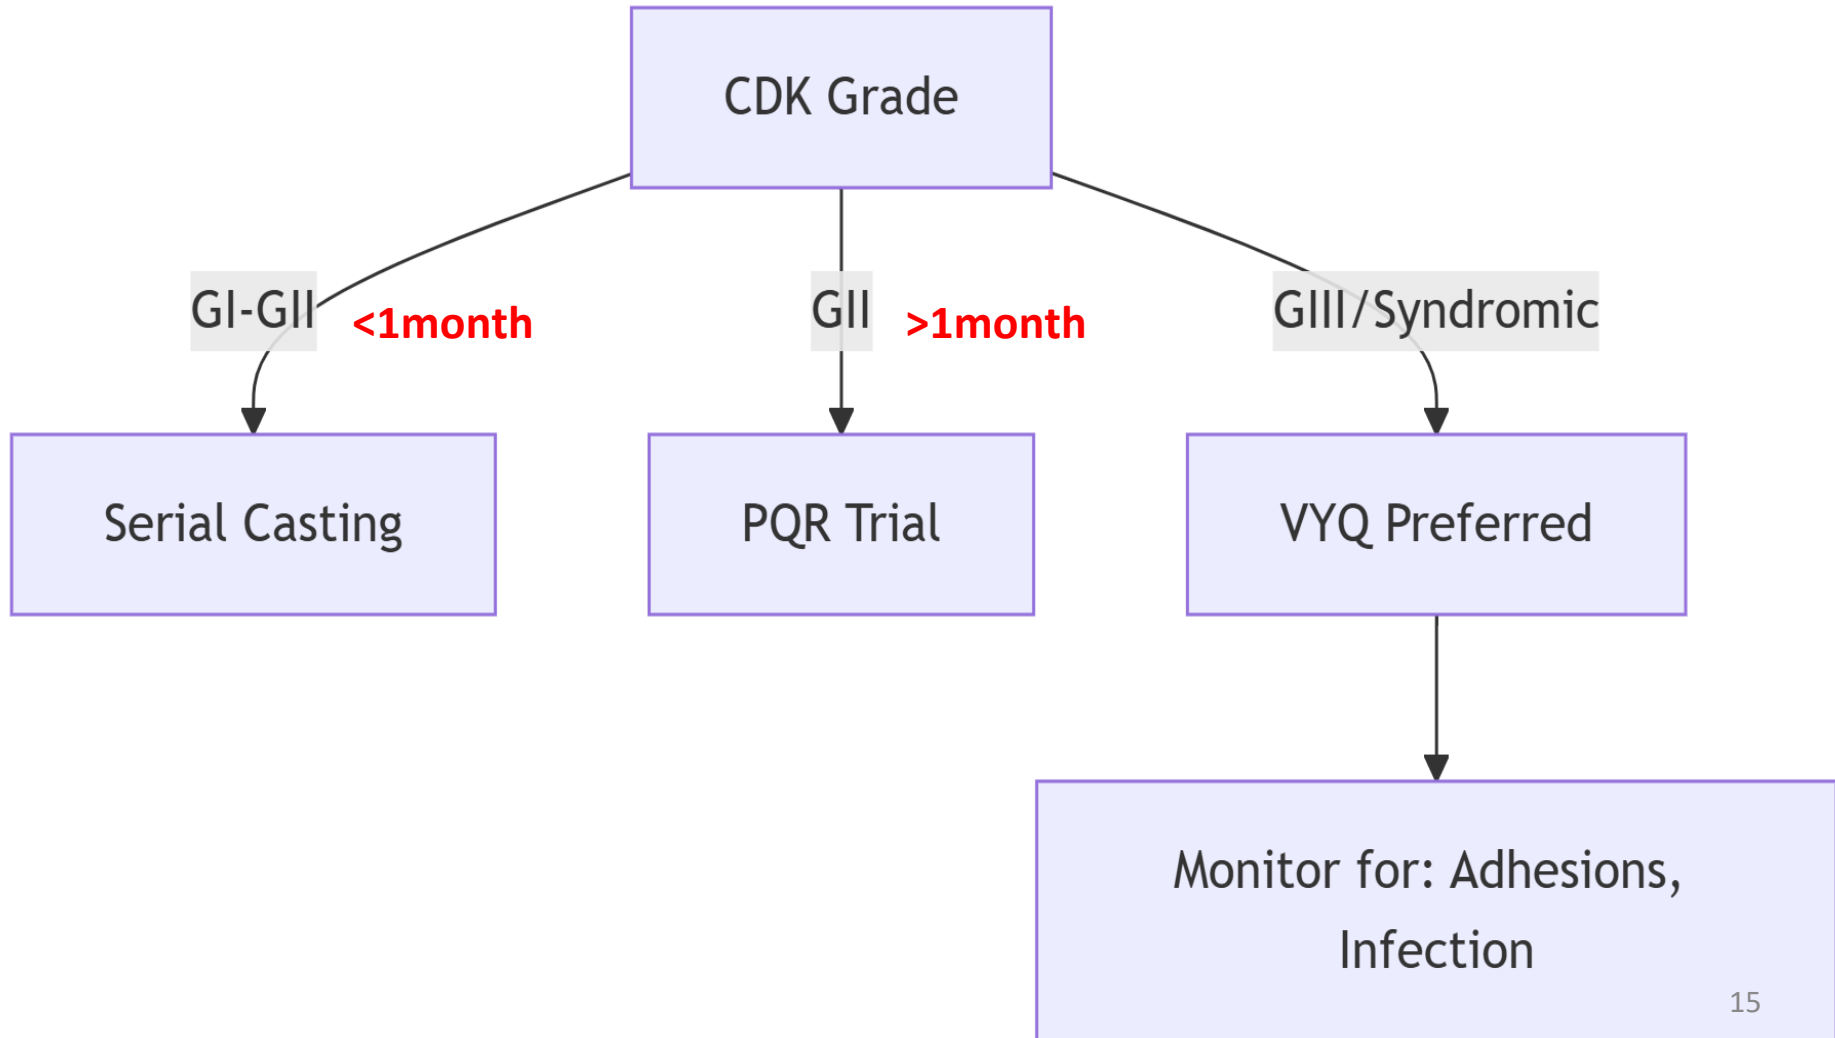 CDK Grade
GI-GII
<1month
GII
>1month
GIII/Syndromic
Serial Casting
PQR Trial
VYQ Preferred
Monitor for: Adhesions,
Infection
15